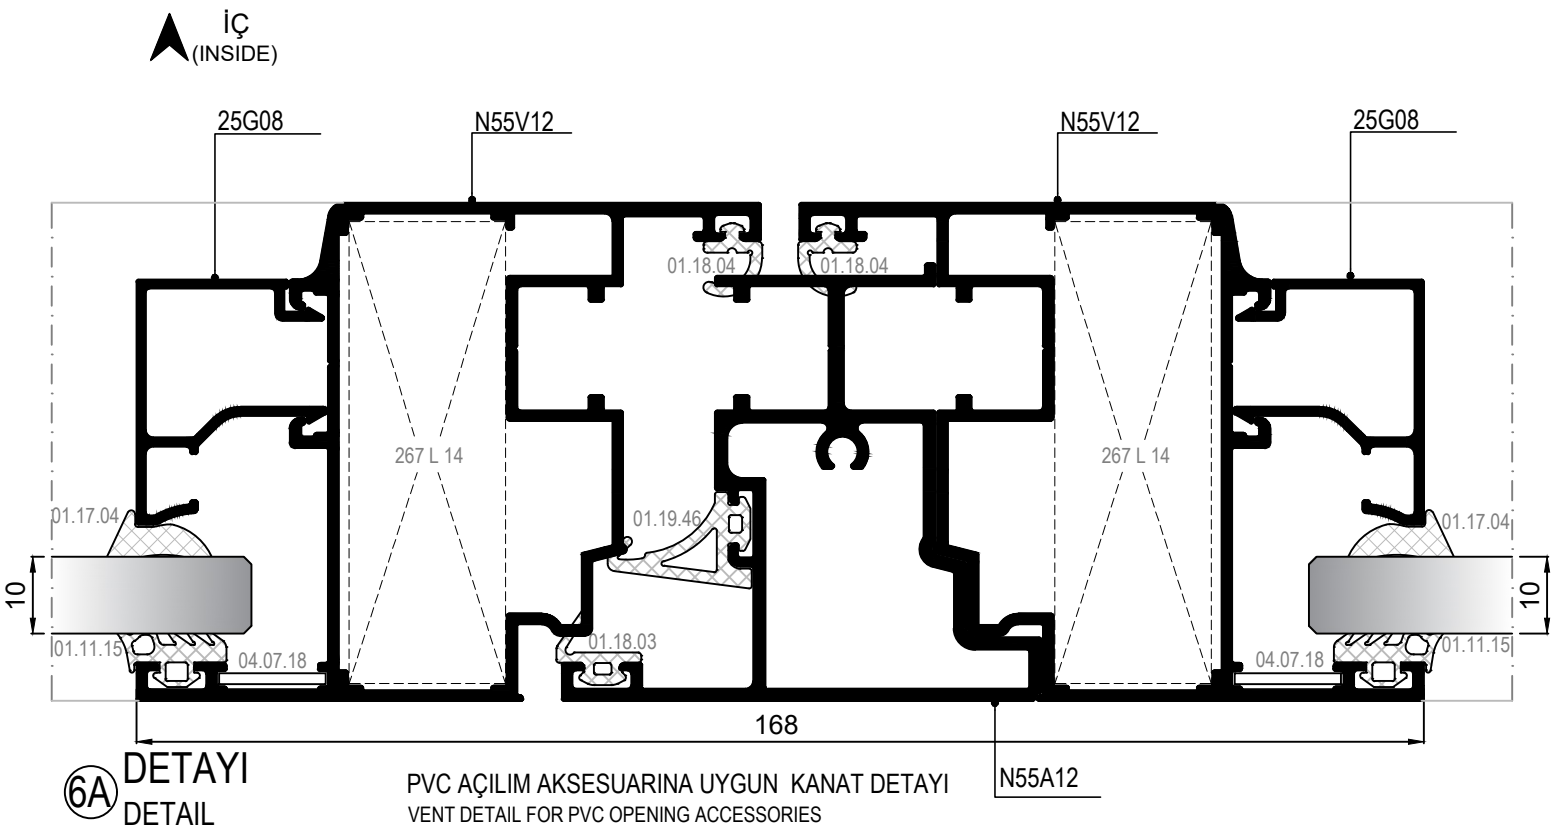 İÇ
(INSIDE)
25G08
N55V12
N55V12
25G08
01.18.04
01.18.04
267 L 14
267 L 14
01.17.04
01.19.46
01.17.04
10
10
01.11.15
01.18.03
01.11.15
04.07.18
04.07.18
168
6A
DETAYI
DETAIL
PVC AÇILIM AKSESUARINA UYGUN KANAT DETAYI
VENT DETAIL FOR PVC OPENING ACCESSORIES
N55A12